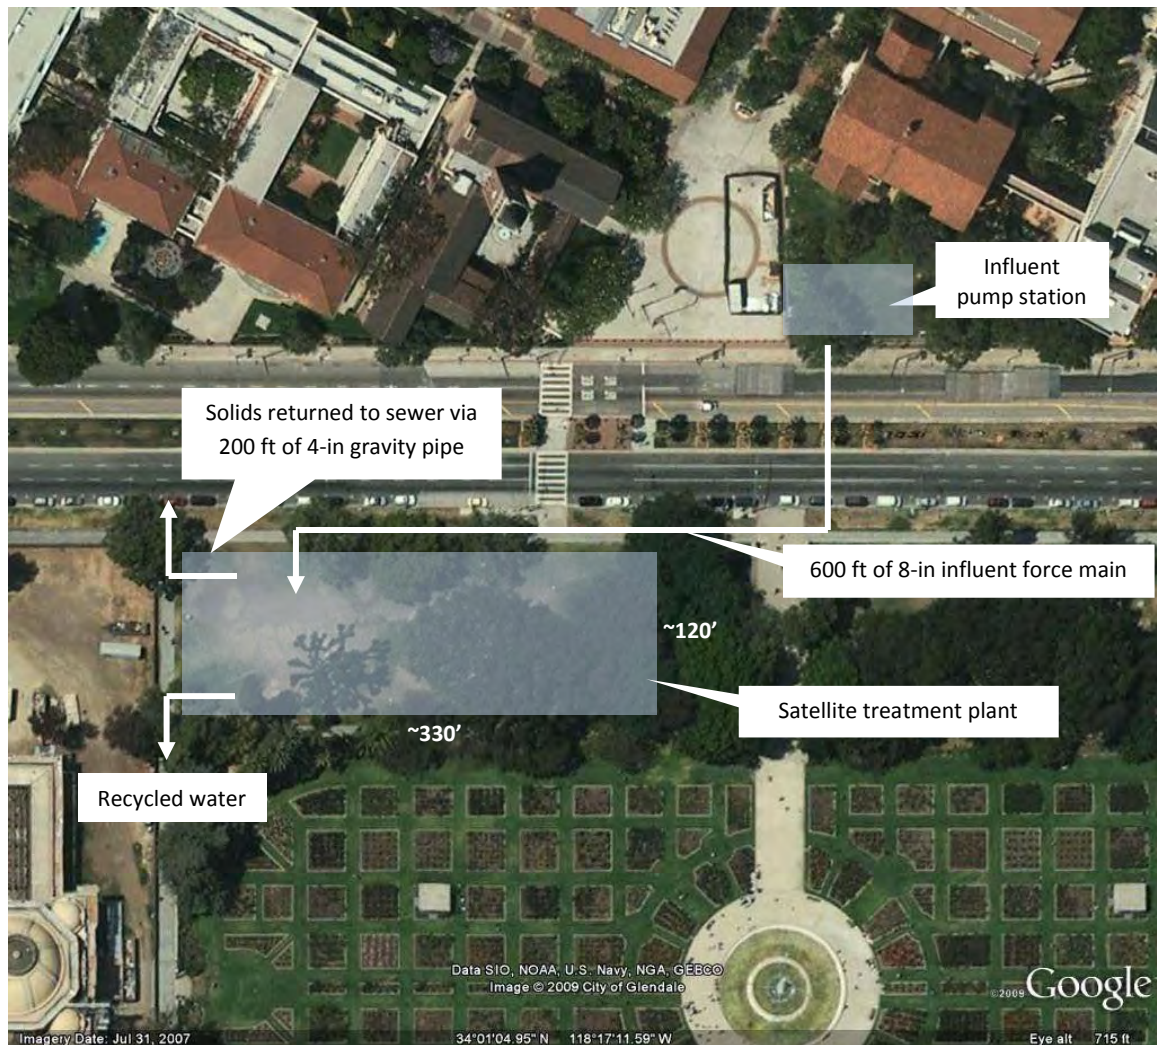 Influent
pump station
Solids returned to sewer via
200 ft of 4-in gravity pipe
600 ft of 8-in influent force main
~120’
Satellite treatment plant
~330’
Recycled water
Data SIO, NOAA, U.S. Navy, NGA, GEBCO
Image © 2009 City of Glendale
©2009 Google
Imagery Date: Jul 31, 2007
34°01'04.95" N 118°17'11.59" W
Eye alt 715 ft